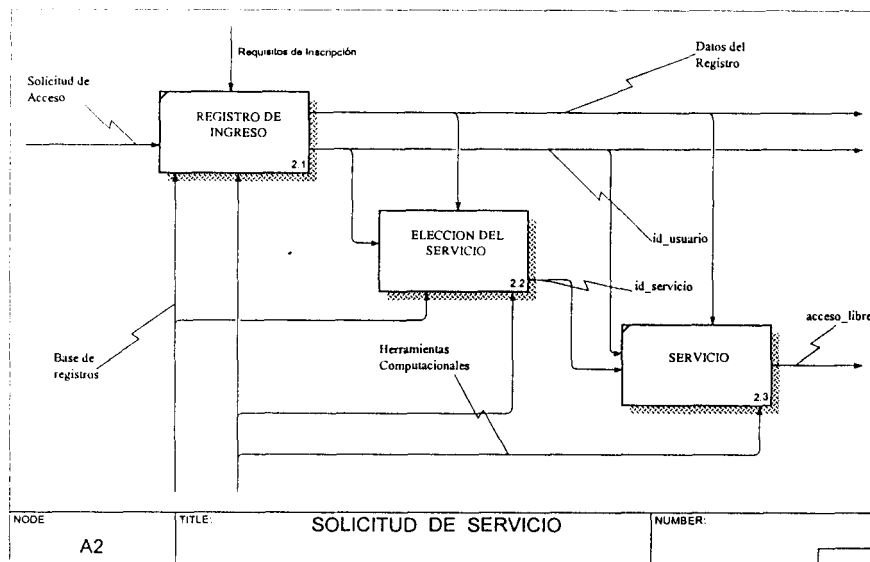 Requisitos de Inscripción
Datos del
Registro
Solicitud de
Acceso
REGISTRO DE
INGRESO
2.1
ELECCION DEL
SERVICIO
2.2
id_usuario
id_servicio
acceso_libre
Base de
registros
Herramientas
Computacionales
SERVICIO
2.3
NODE
A2
TITLE:
SOLICITUD DE SERVICIO
NUMBER: